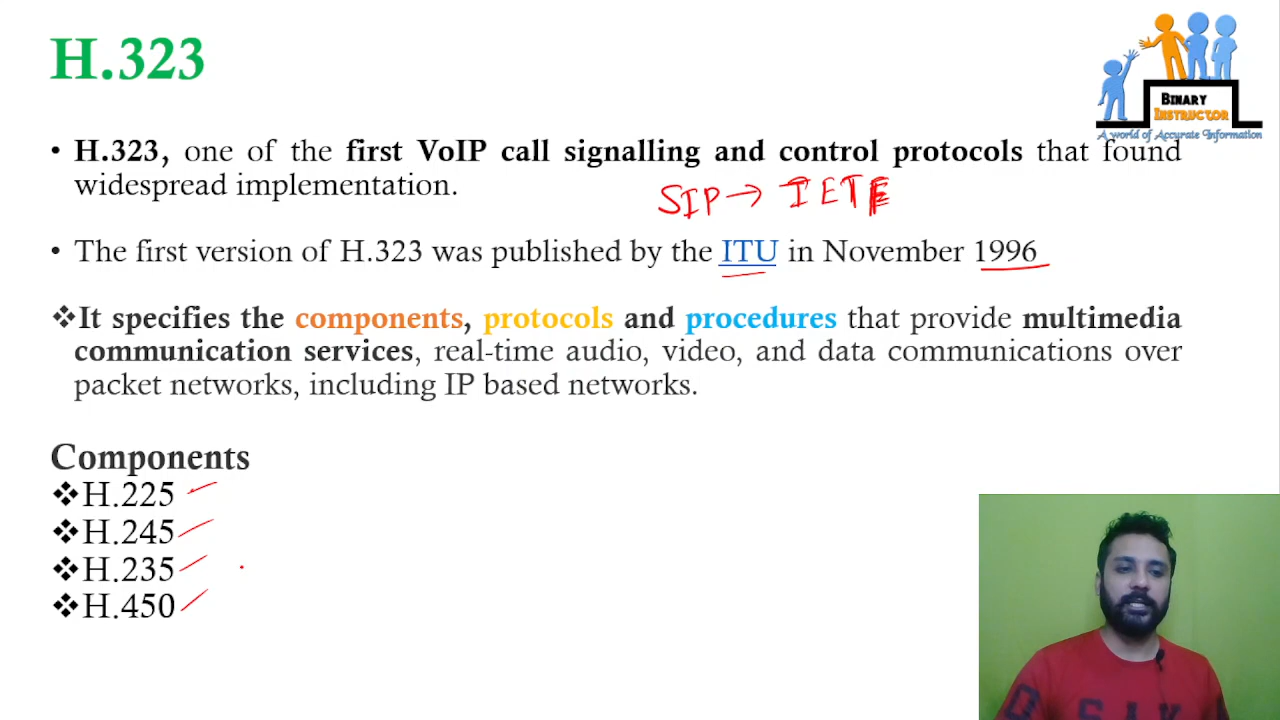 H.323
BINARY
INSTRUCTOR
A world of Accurate Information
• H.323, one of the first VoIP call signalling and control protocols that found
widespread implementation.
SIP → IETF
• The first version of H.323 was published by the ITU in November 1996
❖It specifies the components, protocols and procedures that provide multimedia
communication services, real-time audio, video, and data communications over
packet networks, including IP based networks.
Components
❖H.225
❖H.245
❖H.235
❖H.450